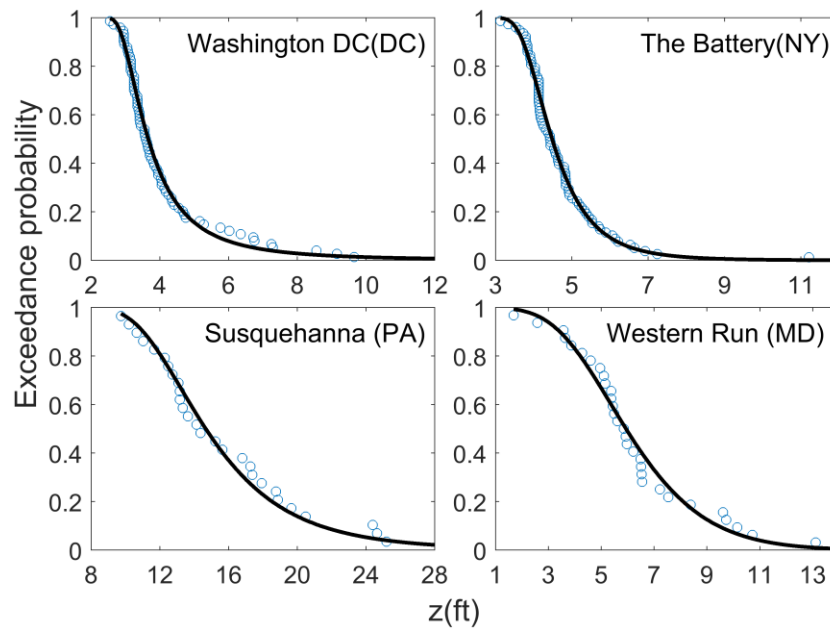 Exceedance probability
Washington DC(DC)
1
0.8
0.6
0.4
0.2
0
2 4 6 8 10 12
The Battery(NY)
1
0.8
0.6
0.4
0.2
0
3 5 7 9 11
Susquehanna (PA)
1
0.8
0.6
0.4
0.2
0
8 12 16 20 24 28
Western Run (MD)
1
0.8
0.6
0.4
0.2
0
1 3 5 7 9 11 13
z(ft)